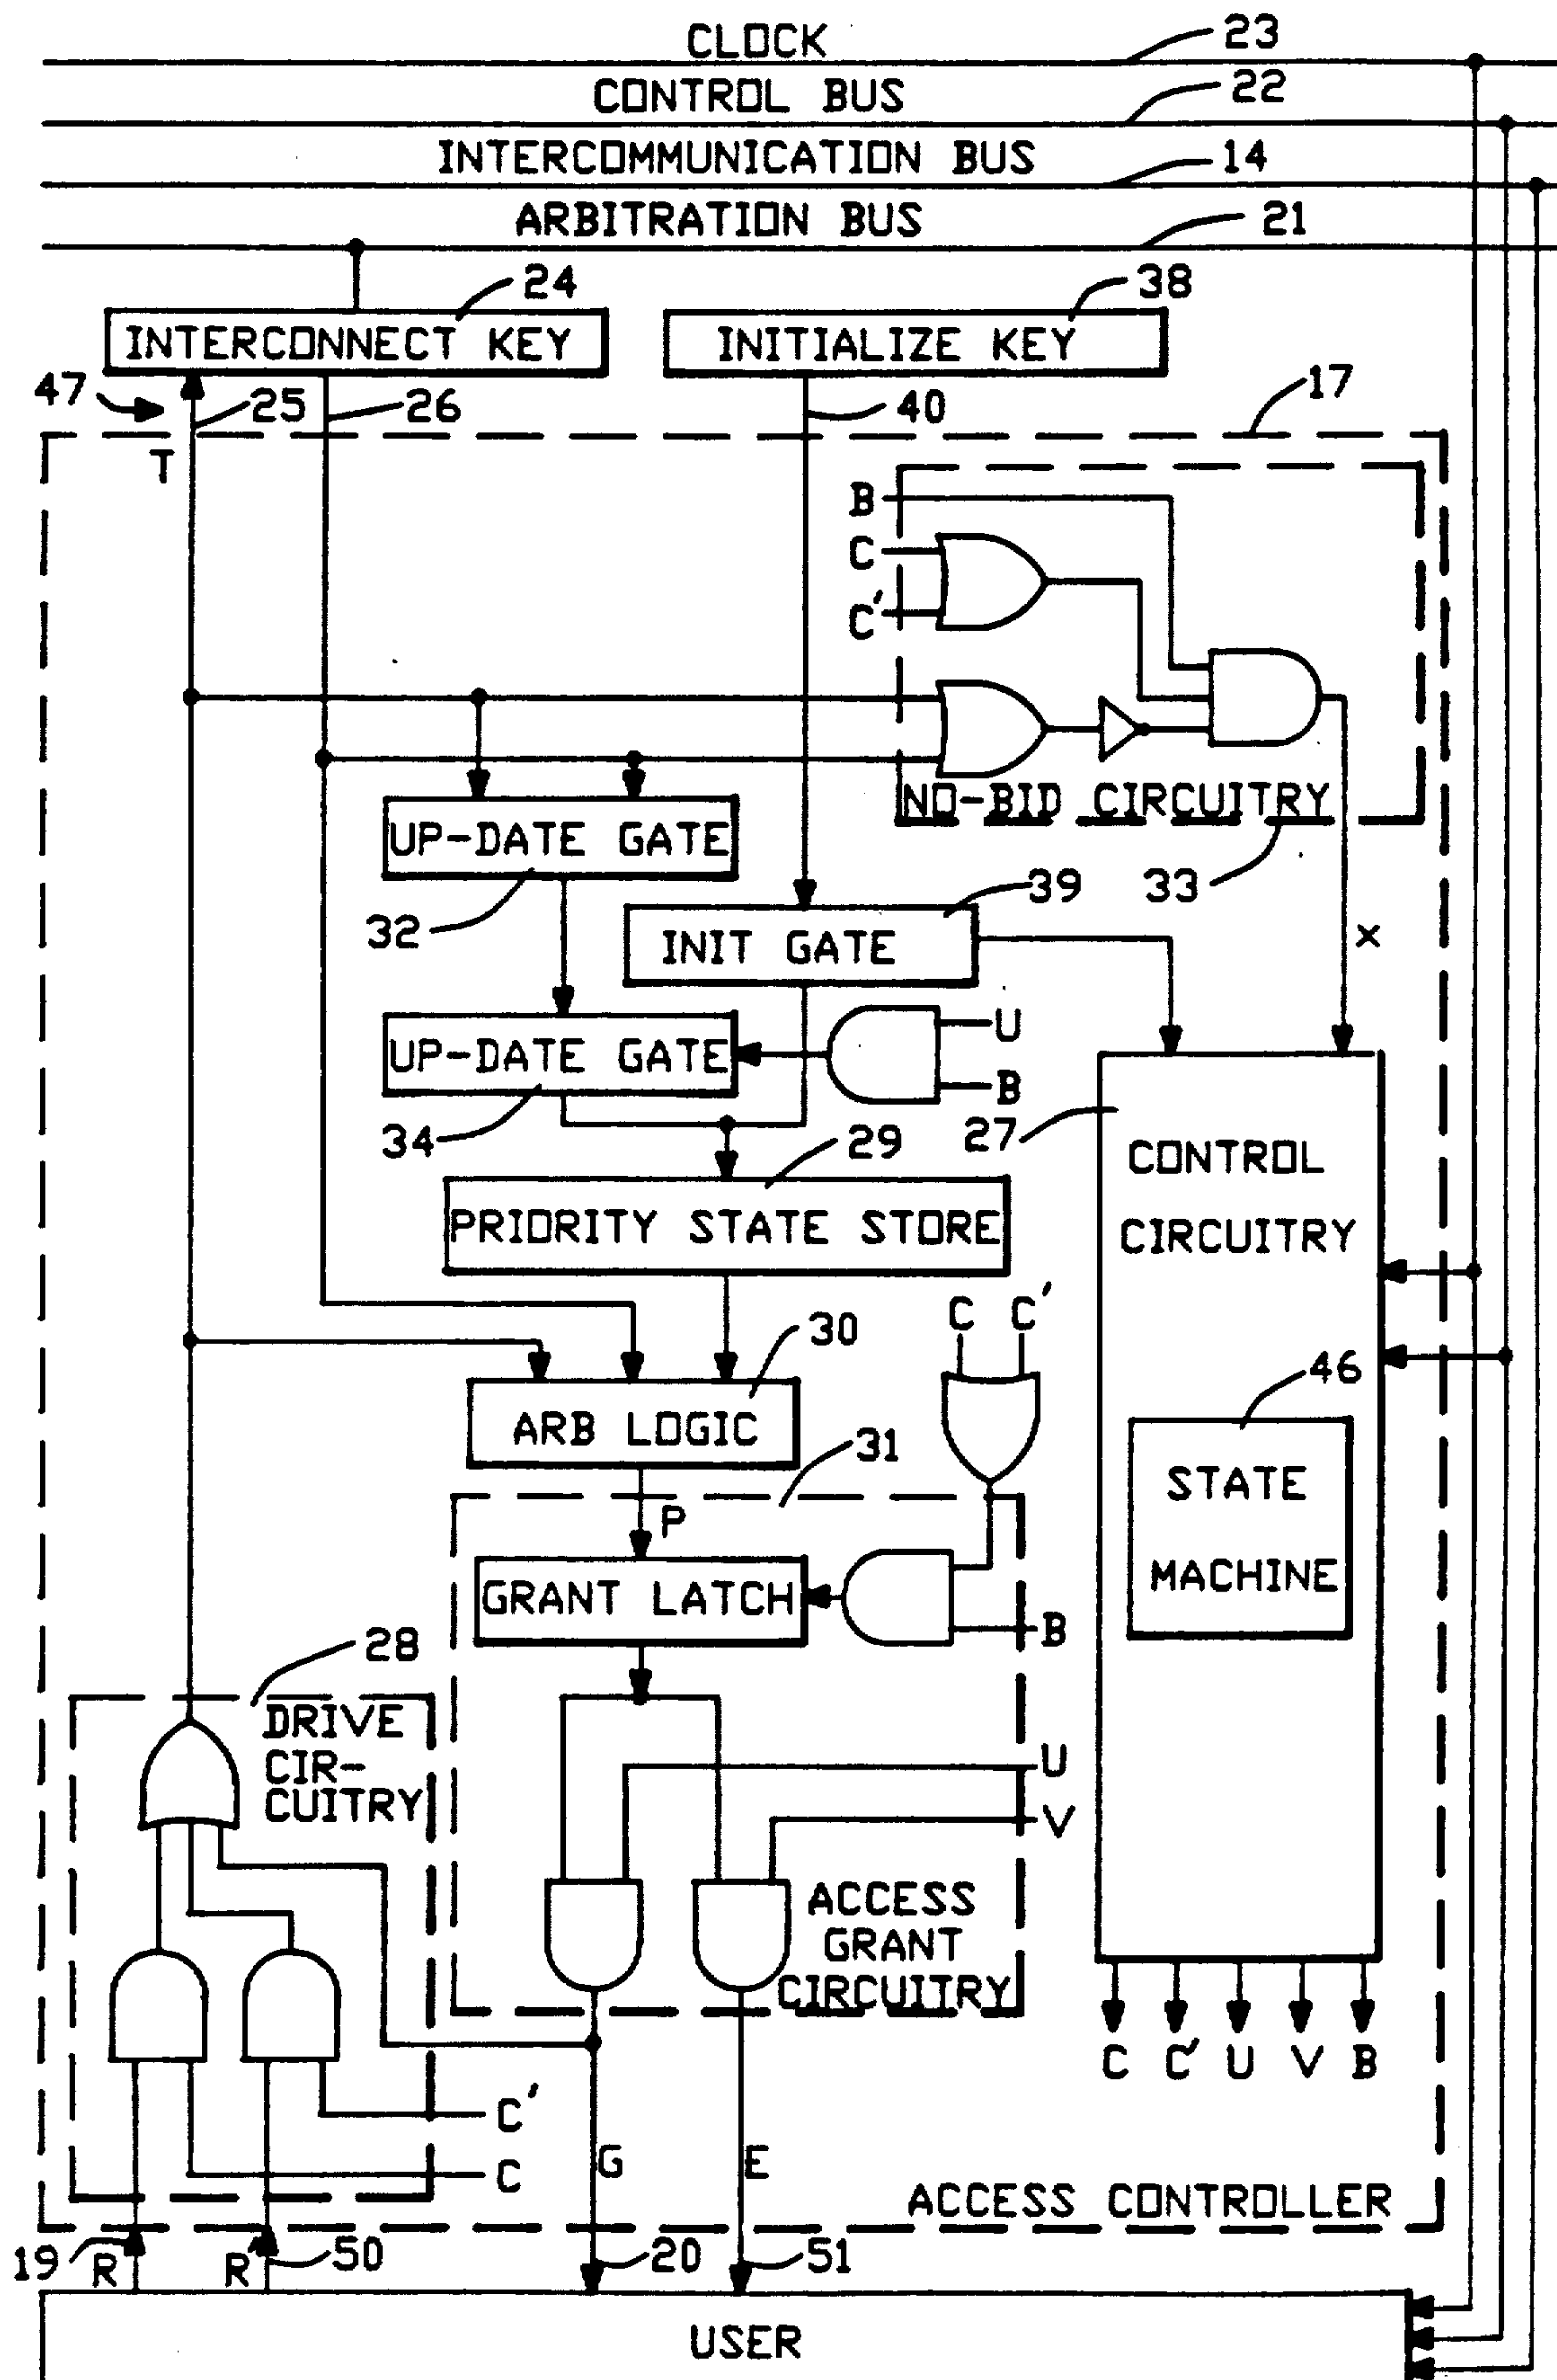 CLOCK 23
CONTROL BUS 22
INTERCOMMUNICATION BUS 14
ARBITRATION BUS 21
24 38
INTERCONNECT KEY INITIALIZE KEY
47 25 26 40 17
T
B
C
C'
NO-BID CIRCUITRY
UP-DATE GATE
32 39 33
INIT GATE X
U
UP-DATE GATE
B
34 29 27
CONTROL
CIRCUITRY
PRIORITY STATE STORE
C C'
30
46
ARB LOGIC
31
STATE
MACHINE
P
GRANT LATCH
B
28
DRIVE
CIR-
CUITRY
U
V
ACCESS
GRANT
CIRCUITRY
C C' U V B
C'
C
G E
ACCESS CONTROLLER
19 R R' 50 20 51
USER